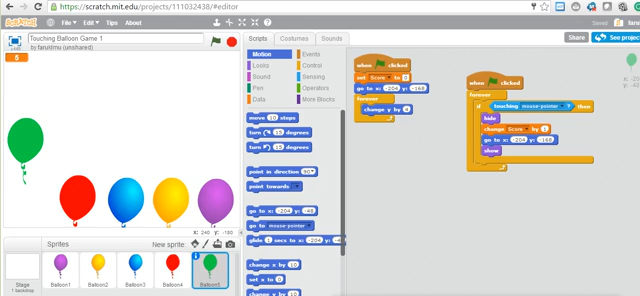 https://scratch.mit.edu/projects/111032438/#editor
SCRATCH File Edit Tips About Saved
Touching Balloon Game 1
by (unshared)
Scripts Costumes Sounds
Share See project
5
Motion Events
Looks Control
Sound Sensing
Pen Operators
Data More Blocks
move 10 steps
turn 15 degrees
turn 15 degrees
point in direction 90
point towards
go to x: -204 y: -48
go to mouse-pointer
glide 1 secs to x: -204 y:
change x by 10
set x to 0
change y by 10
when clicked
set Score to 0
go to x: -204 y: -168
forever
change y by 4
when clicked
forever
if touching mouse-pointer ? then
hide
change Score by 1
go to x: -204 y: -168
show
x: 240 y: -180
Sprites New sprite:
Stage
1 backdrop
Balloon1 Balloon2 Balloon3 Balloon4 Balloon5